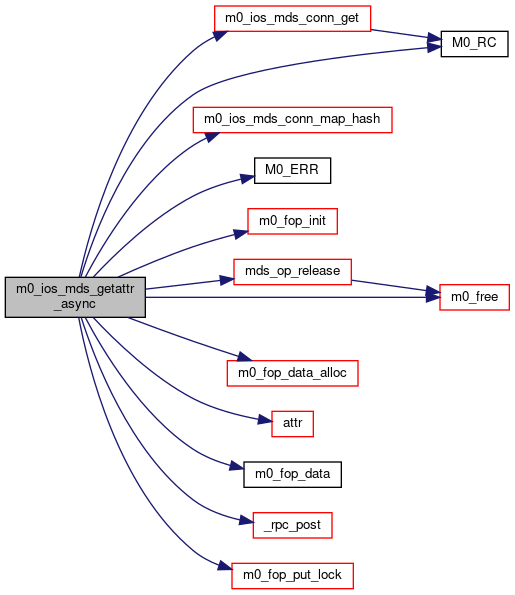 m0_ios_mds_conn_get
M0_RC
m0_ios_mds_conn_map_hash
M0_ERR
m0_fop_init
mds_op_release
m0_ios_mds_getattr
_async
m0_free
m0_fop_data_alloc
attr
m0_fop_data
_rpc_post
m0_fop_put_lock